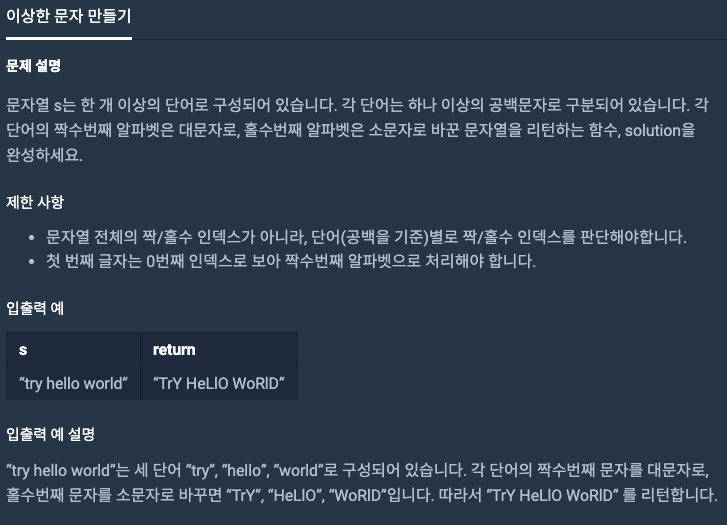 이상한 문자 만들기
문제 설명
문자열 s는 한 개 이상의 단어로 구성되어 있습니다. 각 단어는 하나 이상의 공백문자로 구분되어 있습니다. 각
단어의 짝수번째 알파벳은 대문자로, 홀수번째 알파벳은 소문자로 바꾼 문자열을 리턴하는 함수, solution을
완성하세요.
제한 사항
• 문자열 전체의 짝/홀수 인덱스가 아니라, 단어(공백을 기준)별로 짝/홀수 인덱스를 판단해야합니다.
• 첫 번째 글자는 0번째 인덱스로 보아 짝수번째 알파벳으로 처리해야 합니다.
입출력 예
s return
“try hello world” “TrY HeLlO WoRlD”
입출력 예 설명
“try hello world”는 세 단어 “try”, “hello”, “world”로 구성되어 있습니다. 각 단어의 짝수번째 문자를 대문자로,
홀수번째 문자를 소문자로 바꾸면 “TrY”, “HeLlO”, “WoRlD”입니다. 따라서 “TrY HeLlO WoRlD” 를 리턴합니다.